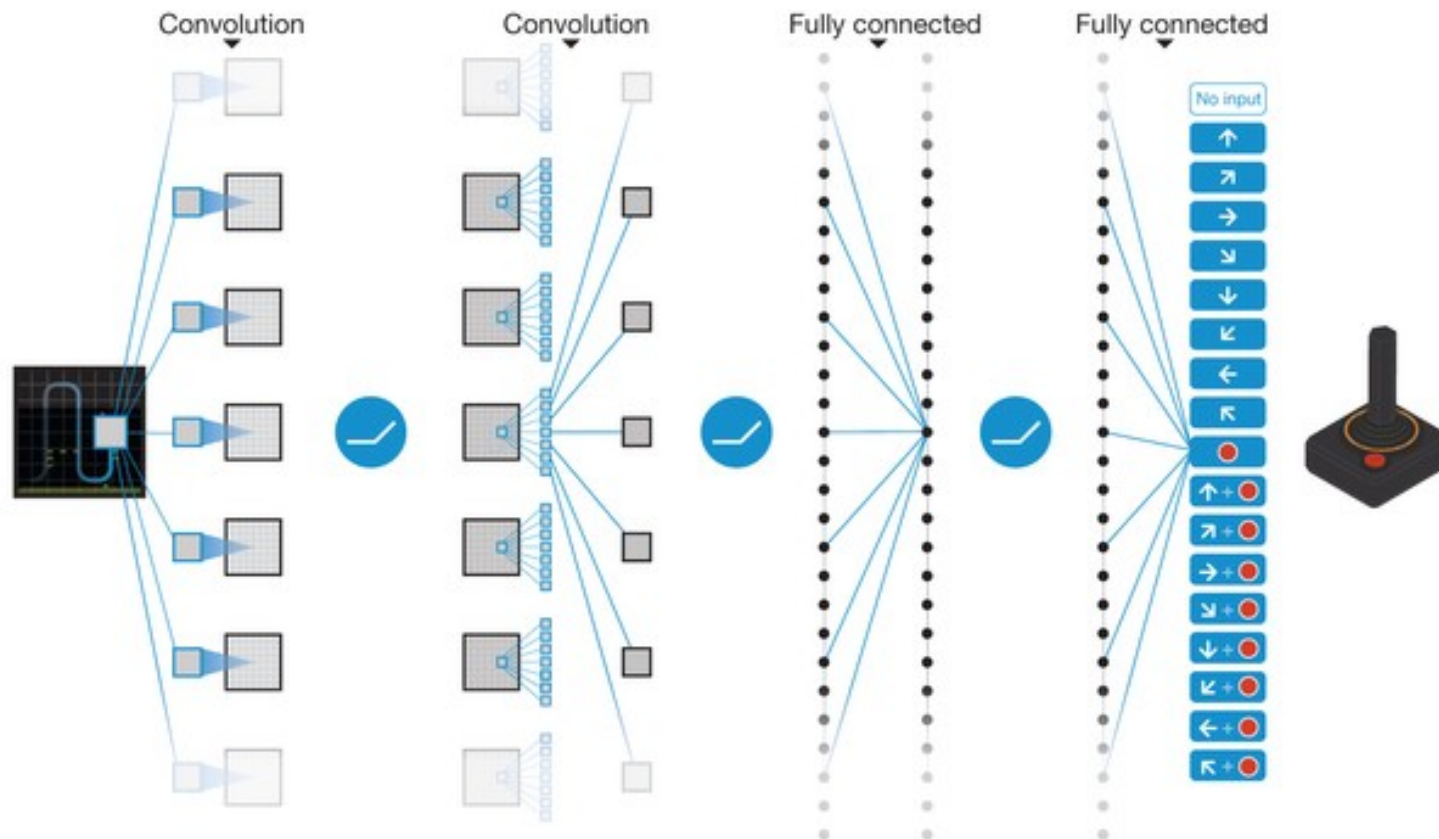 Convolution
Convolution
Fully connected
Fully connected
No input
+
+
+
+
+
+
+
+